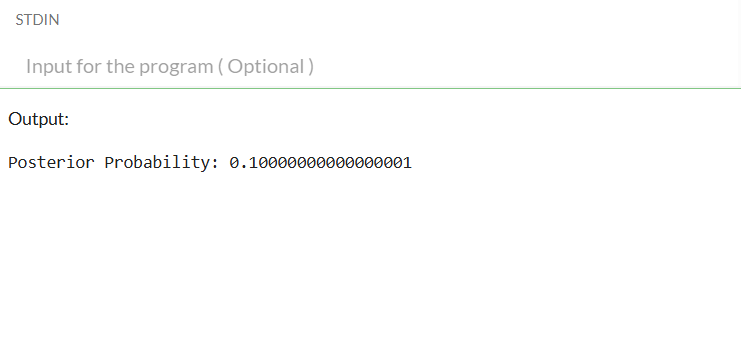 STDIN
Input for the program ( Optional )
Output:
Posterior Probability: 0.10000000000000001